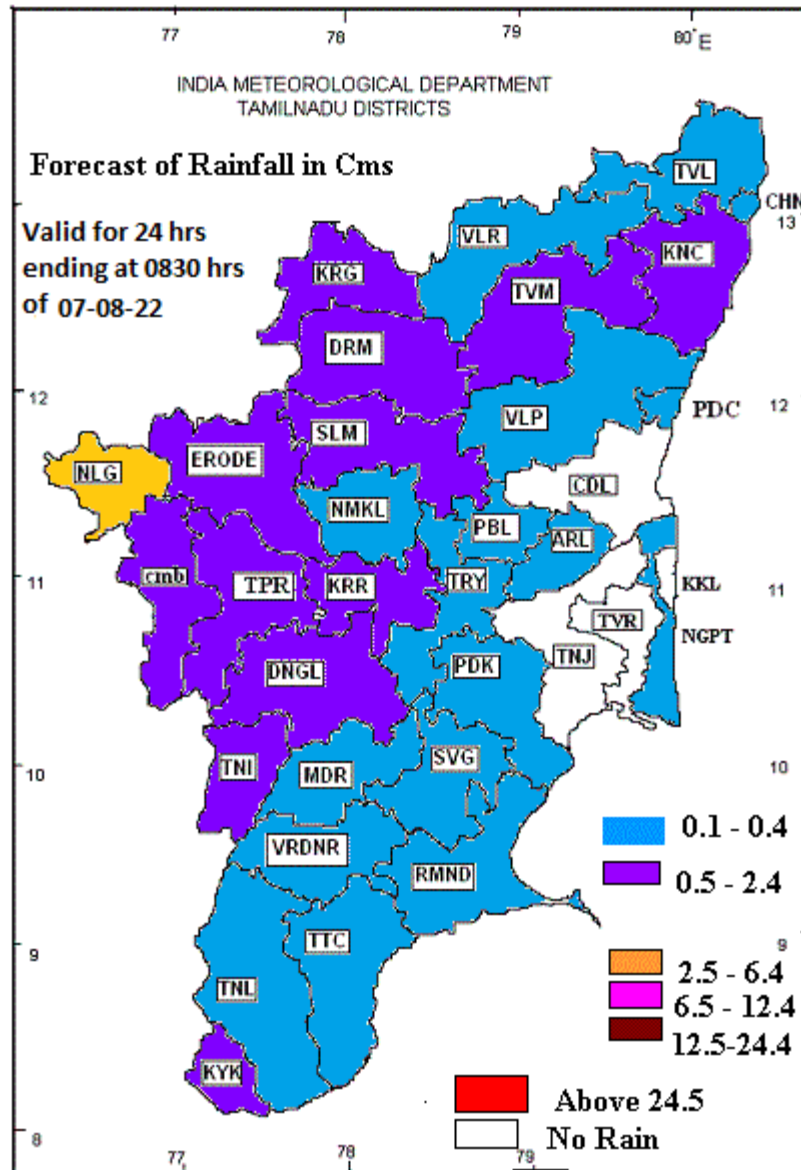 77 78 79 80° E
INDIA METEOROLOGICAL DEPARTMENT
TAMILNADU DISTRICTS
Forecast of Rainfall in Cms
TVL
CHN
13
Valid for 24 hrs
ending at 0830 hrs
of 07-08-22
VLR
KNC
KRG
TVM
DRM
12
12
PDC
VLP
SLM
ERODE
NLG
CDL
NMKL
PBL
ARL
11
cmb
TPR
KRR
TRY
KKL
11
TVR
NGPT
TNJ
DNGL
PDK
10
TNI
MDR
SVG
10
0.1 - 0.4
VRDNR
RMND
0.5 - 2.4
9
TTC
9
2.5 - 6.4
TNL
6.5 - 12.4
12.5-24.4
KYK
Above 24.5
8
No Rain
77 78 79